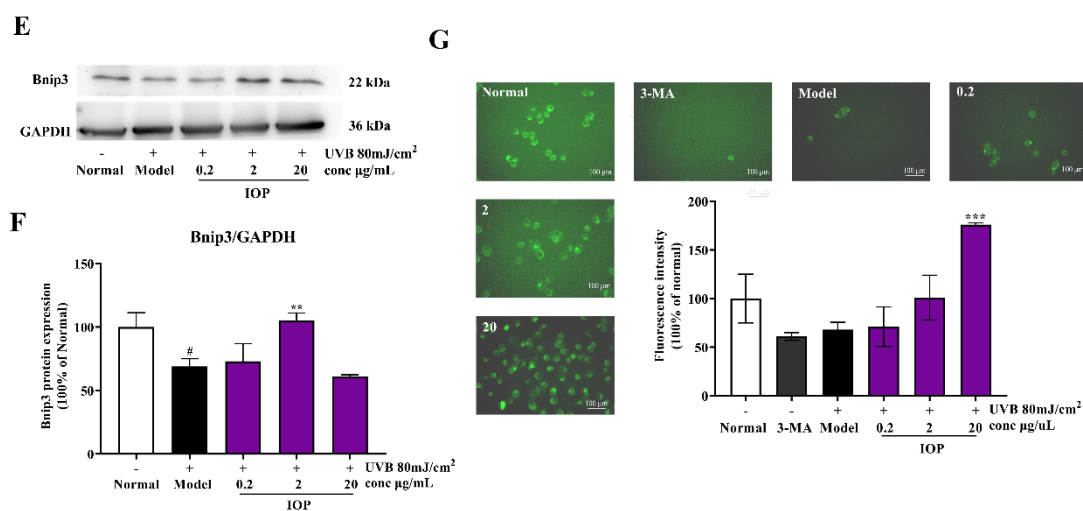 E
Bnip3
22 kDa
GAPDH
36 kDa
- + + + + UVB 80mJ/cm²
Normal Model 0.2 2 20 conc μg/mL
IOP
F
Bnip3/GAPDH
Bnip3 protein expression
(100% of Normal)
150
100
50
0
#
**
- + + + + UVB 80mJ/cm²
Normal Model 0.2 2 20 conc μg/mL
IOP
G
Normal
100 μm
3-MA
100 μm
Model
100 μm
0.2
100 μm
2
100 μm
20
100 μm
Fluorescence intensity
(100% of normal)
200
150
100
50
0
***
- - + + + + UVB 80mJ/cm²
Normal 3-MA Model 0.2 2 20 conc μg/uL
IOP